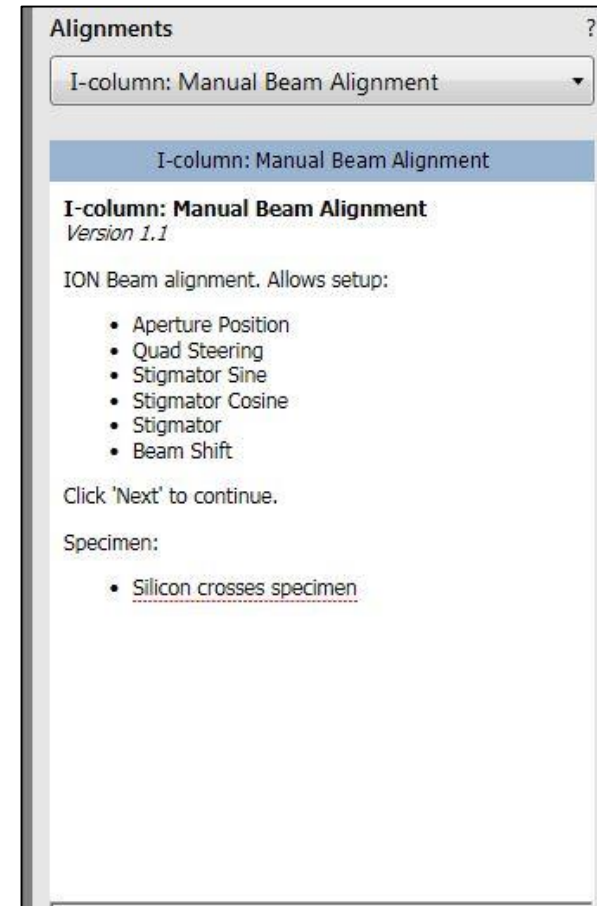 Alignments ?
I-column: Manual Beam Alignment
I-column: Manual Beam Alignment
I-column: Manual Beam Alignment
Version 1.1
ION Beam alignment. Allows setup:
• Aperture Position
• Quad Steering
• Stigmator Sine
• Stigmator Cosine
• Stigmator
• Beam Shift
Click 'Next' to continue.
Specimen:
• Silicon crosses specimen